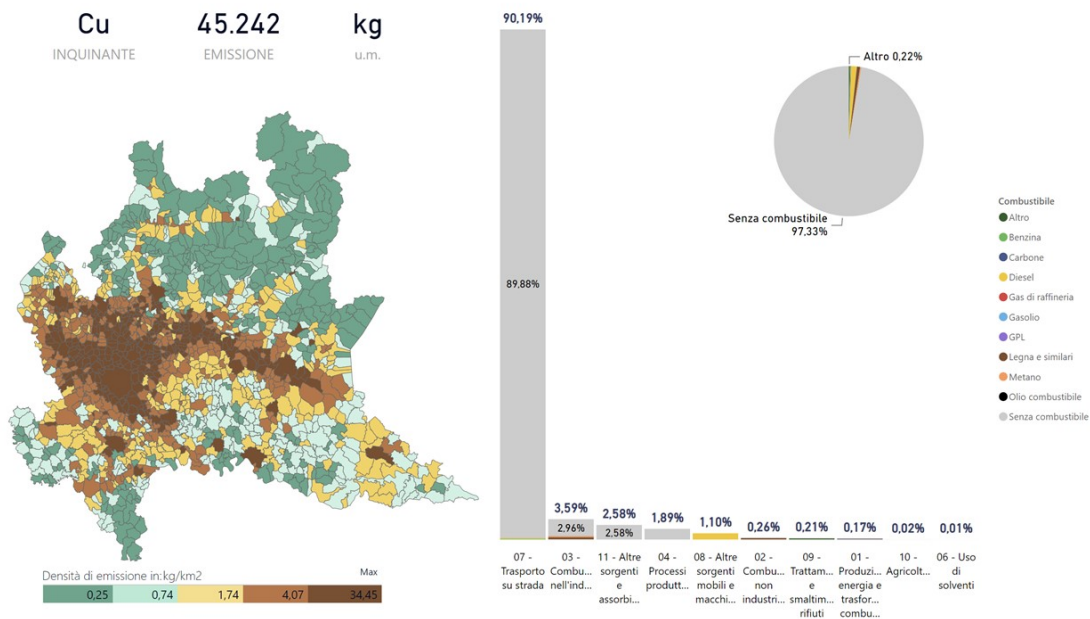 Cu
INQUINANTE
45.242
EMISSIONE
kg
u.m.
Densità di emissione in:kg/km2
Max
0,25
0,74
1,74
4,07
34,45
90,19%
89,88%
3,59%
2,96%
2,58%
2,58%
1,89%
1,10%
0,26%
0,21%
0,17%
0,02%
0,01%
07 -
Trasporto
su strada
03 -
Combu...
nell'ind...
11 - Altre
sorgenti
e
assorbi...
04 -
Processi
produtt...
08 - Altre
sorgenti
mobili e
macchi...
02 -
Combu...
non
industri...
09 -
Trattam...
e
smaltim...
rifiuti
01 -
Produzi...
energia e
trasfor...
combu...
10 -
Agricolt...
06 - Uso
di
solventi
Altro 0,22%
Senza combustibile
97,33%
Combustibile
Altro
Benzina
Carbone
Diesel
Gas di raffineria
Gasolio
GPL
Legna e similari
Metano
Olio combustibile
Senza combustibile